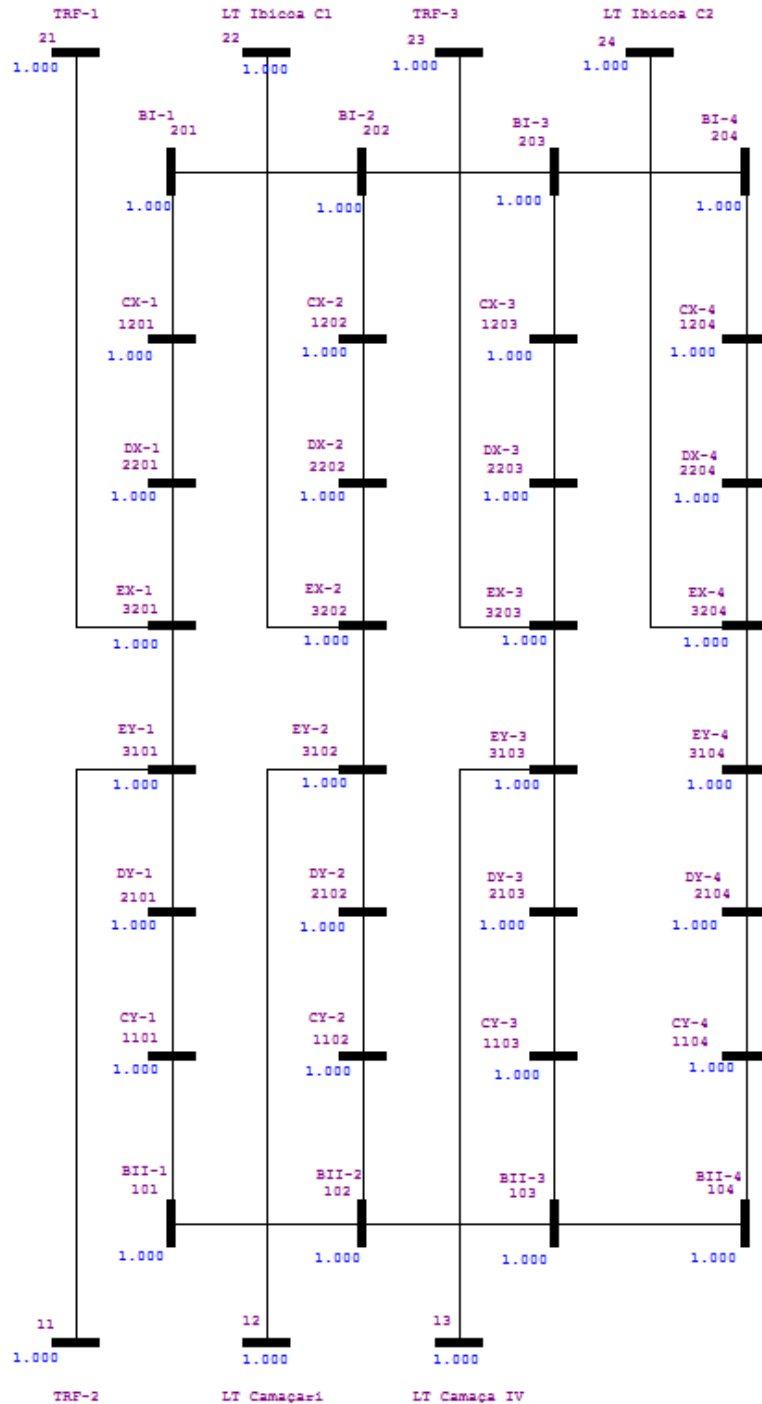 TRF-1 LT Ibicoa C1 TRF-3 LT Ibicoa C2
21 22 23 24
1.000 1.000 1.000 1.000
BI-1 BI-2 BI-3 BI-4
201 202 203 204
1.000 1.000 1.000 1.000
CX-1 CX-2 CX-3 CX-4
1201 1202 1203 1204
1.000 1.000 1.000 1.000
DX-1 DX-2 DX-3 DX-4
2201 2202 2203 2204
1.000 1.000 1.000 1.000
EX-1 EX-2 EX-3 EX-4
3201 3202 3203 3204
1.000 1.000 1.000 1.000
EY-1 EY-2 EY-3 EY-4
3101 3102 3103 3104
1.000 1.000 1.000 1.000
DY-1 DY-2 DY-3 DY-4
2101 2102 2103 2104
1.000 1.000 1.000 1.000
CY-1 CY-2 CY-3 CY-4
1101 1102 1103 1104
1.000 1.000 1.000 1.000
BII-1 BII-2 BII-3 BII-4
101 102 103 104
1.000 1.000 1.000 1.000
11 12 13
1.000 1.000 1.000
TRF-2 LT Camaçari LT Camaça IV